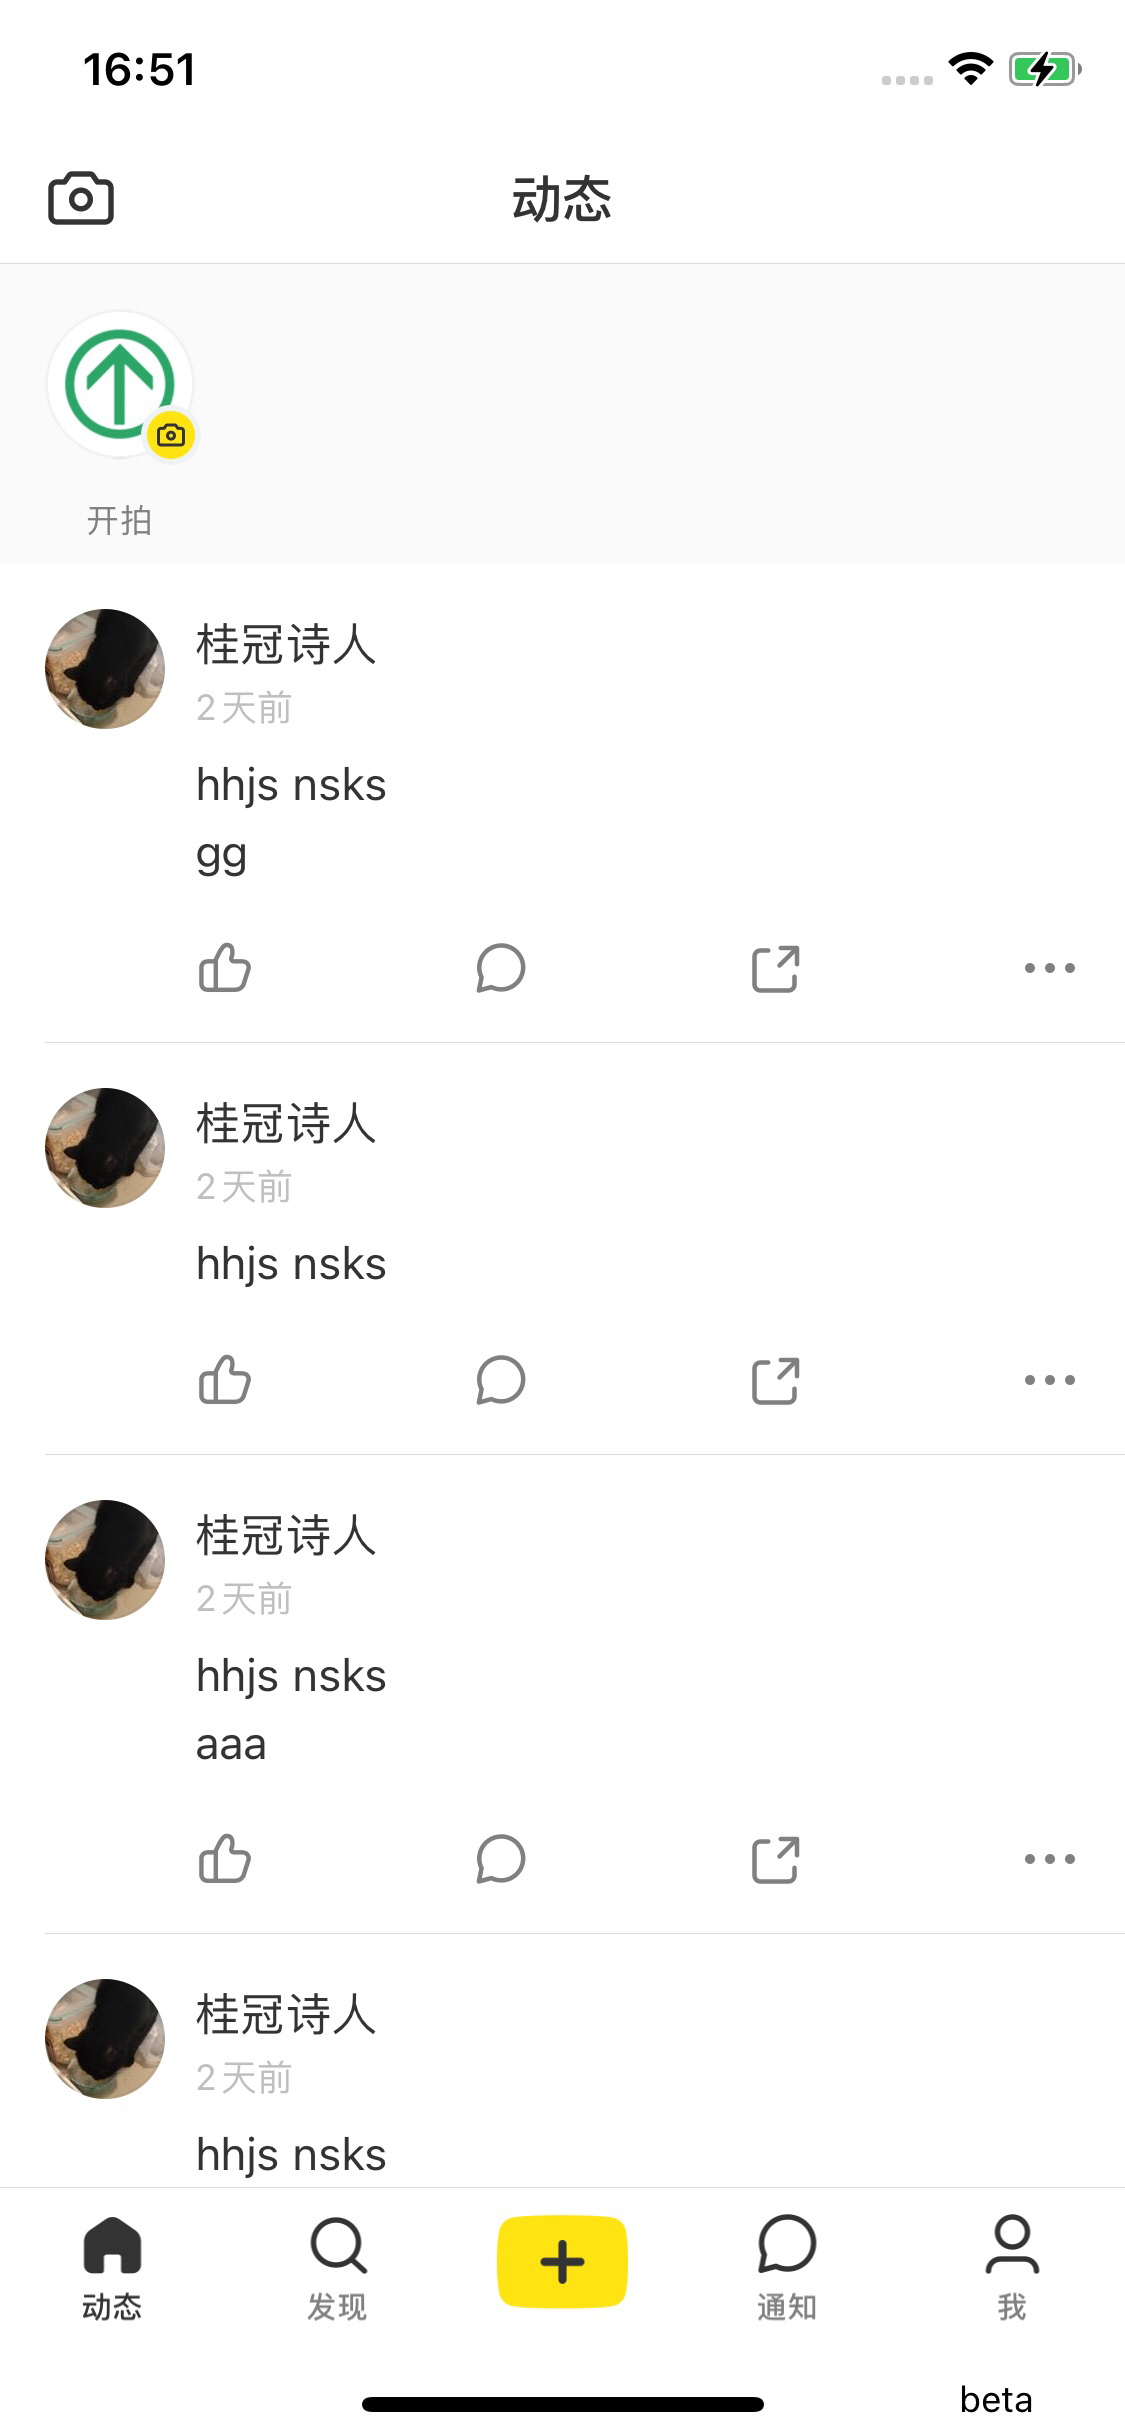 16:51
动态
开拍
桂冠诗人
2天前
hhjs nsks
gg
桂冠诗人
2天前
hhjs nsks
桂冠诗人
2天前
hhjs nsks
aaa
桂冠诗人
2天前
hhjs nsks
动态
发现
通知
我
beta